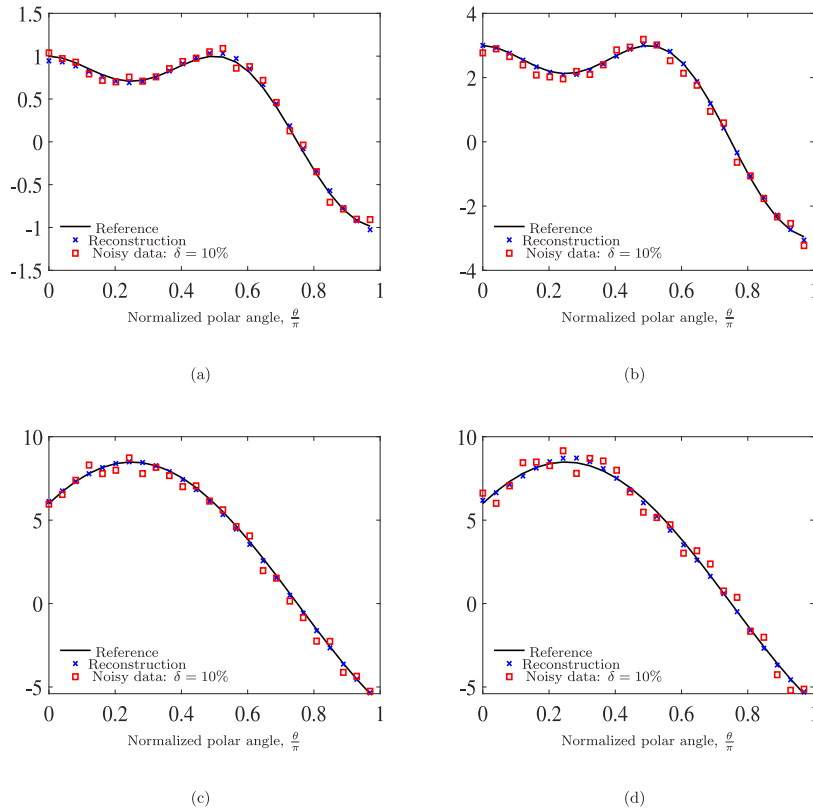 1.5
1
0.5
0
-0.5
-1
-1.5
0 0.2 0.4 0.6 0.8 1
Normalized polar angle, θ/π
Reference
Reconstruction
Noisy data: δ = 10%
(a)
4
2
0
-2
-4
0 0.2 0.4 0.6 0.8 1
Normalized polar angle, θ/π
Reference
Reconstruction
Noisy data: δ = 10%
(b)
10
5
0
-5
0 0.2 0.4 0.6 0.8 1
Normalized polar angle, θ/π
Reference
Reconstruction
Noisy data: δ = 10%
(c)
10
5
0
-5
0 0.2 0.4 0.6 0.8 1
Normalized polar angle, θ/π
Reference
Reconstruction
Noisy data: δ = 10%
(d)